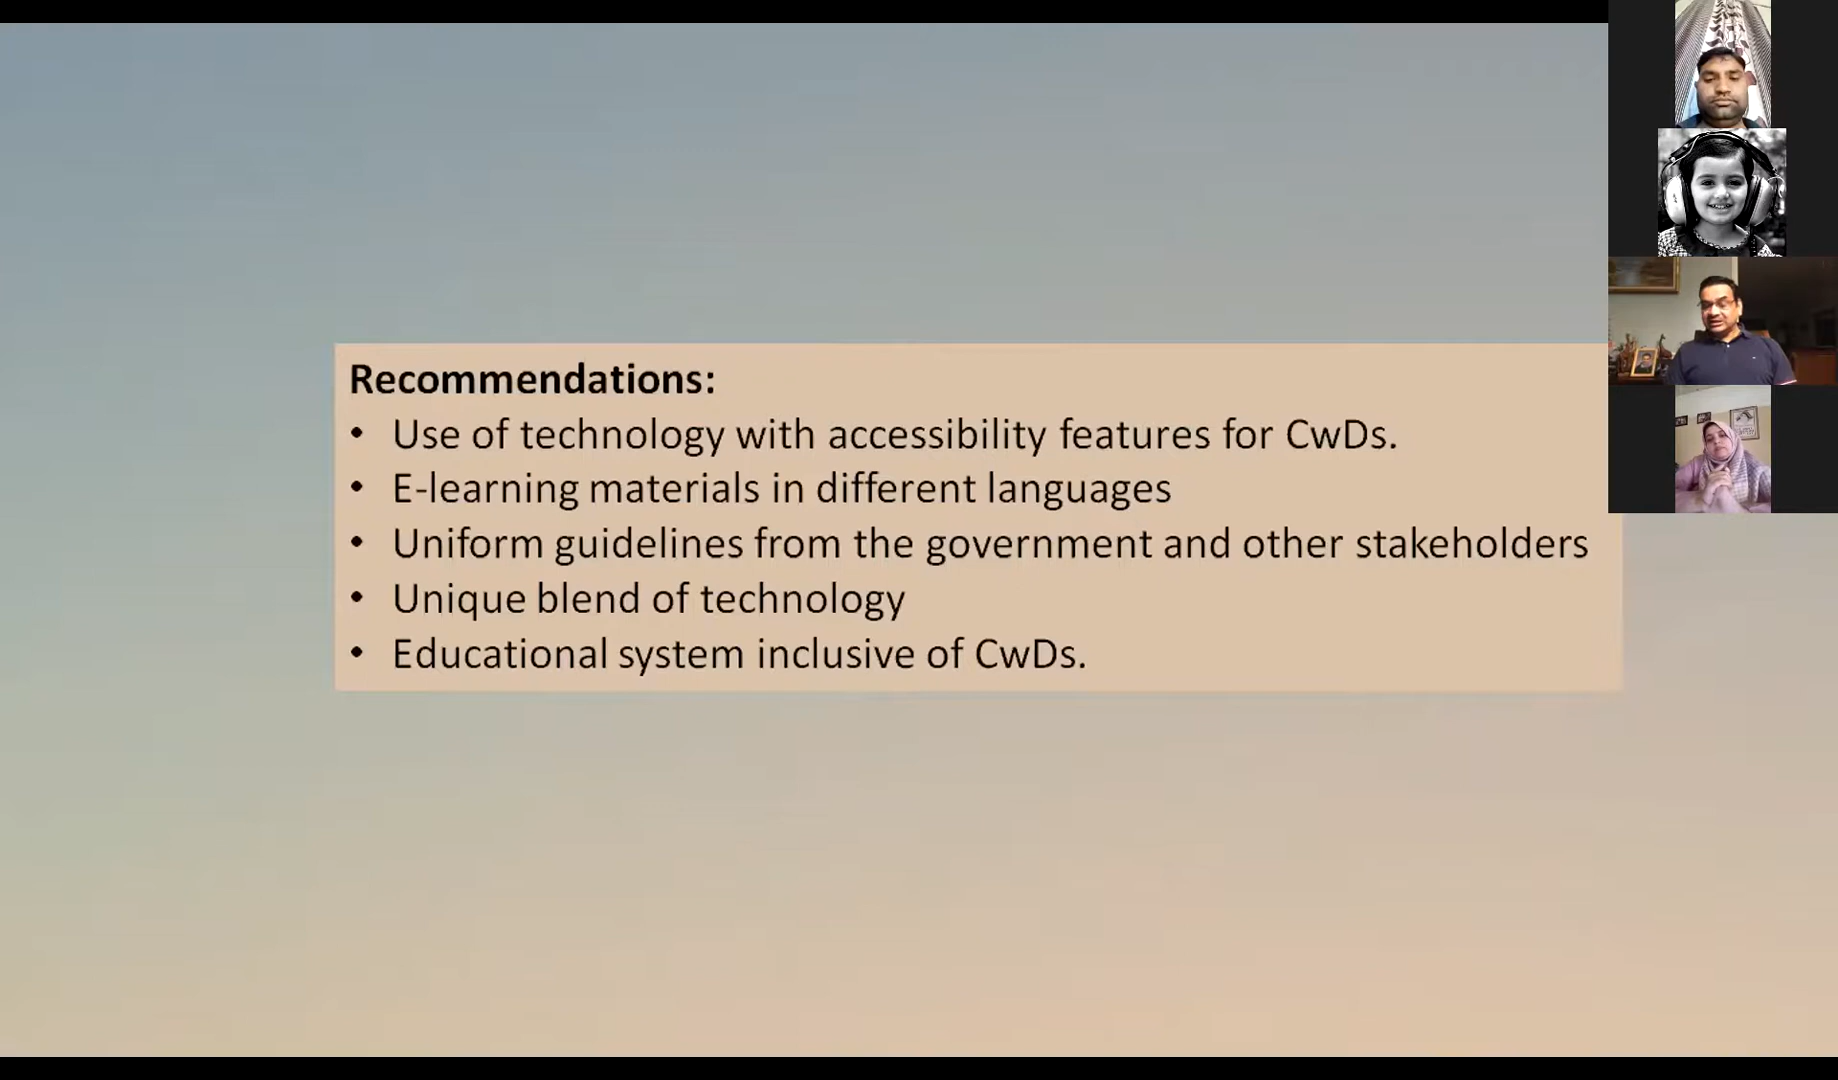 Recommendations:
• Use of technology with accessibility features for CwDs.
• E-learning materials in different languages
• Uniform guidelines from the government and other stakeholders
• Unique blend of technology
• Educational system inclusive of CwDs.